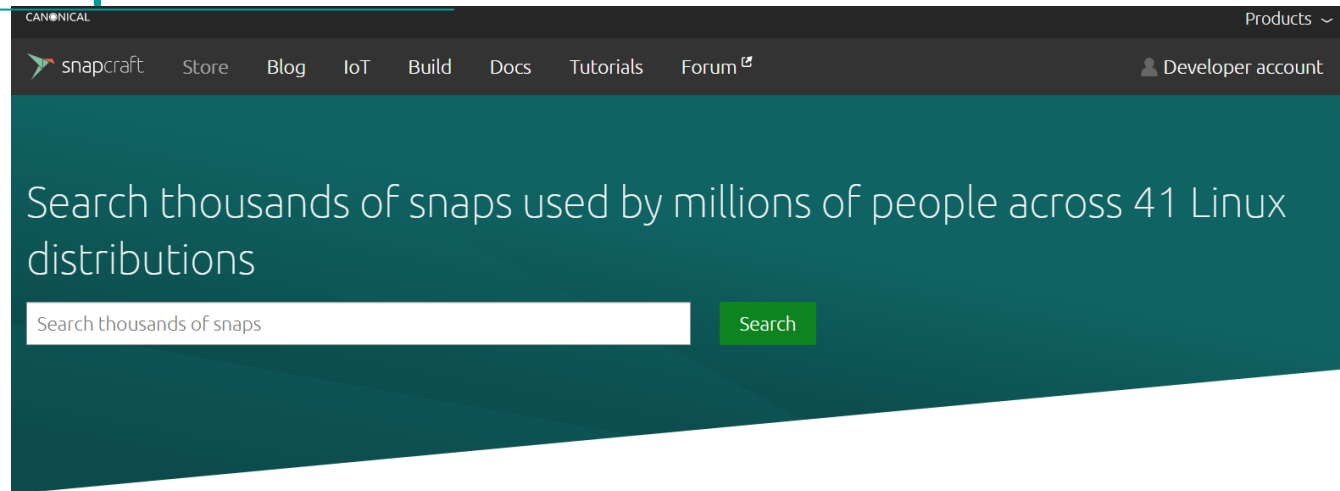 CANONICAL Products
snapcraft Store Blog IoT Build Docs Tutorials Forum Developer account
Search thousands of snaps used by millions of people across 41 Linux
distributions
Search thousands of snaps Search